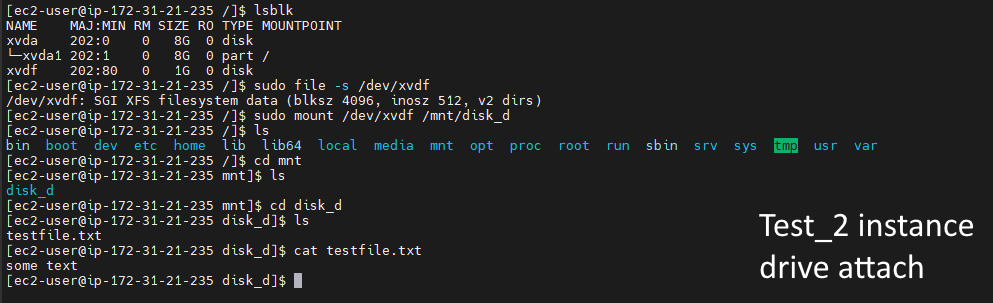 [ec2-user@ip-172-31-21-235 /]$ lsblk
NAME    MAJ:MIN RM SIZE RO TYPE MOUNTPOINT
xvda    202:0    0   8G  0 disk
└─xvda1 202:1    0   8G  0 part /
xvdf    202:80   0   1G  0 disk
[ec2-user@ip-172-31-21-235 /]$ sudo file -s /dev/xvdf
/dev/xvdf: SGI XFS filesystem data (blksz 4096, inosz 512, v2 dirs)
[ec2-user@ip-172-31-21-235 /]$ sudo mount /dev/xvdf /mnt/disk_d
[ec2-user@ip-172-31-21-235 /]$ ls
bin  boot  dev  etc  home  lib  lib64  local  media  mnt  opt  proc  root  run  sbin  srv  sys  tmp  usr  var
[ec2-user@ip-172-31-21-235 /]$ cd mnt
[ec2-user@ip-172-31-21-235 mnt]$ ls
disk_d
[ec2-user@ip-172-31-21-235 mnt]$ cd disk_d
[ec2-user@ip-172-31-21-235 disk_d]$ ls
testfile.txt
[ec2-user@ip-172-31-21-235 disk_d]$ cat testfile.txt
some text
[ec2-user@ip-172-31-21-235 disk_d]$
Test_2 instance
drive attach